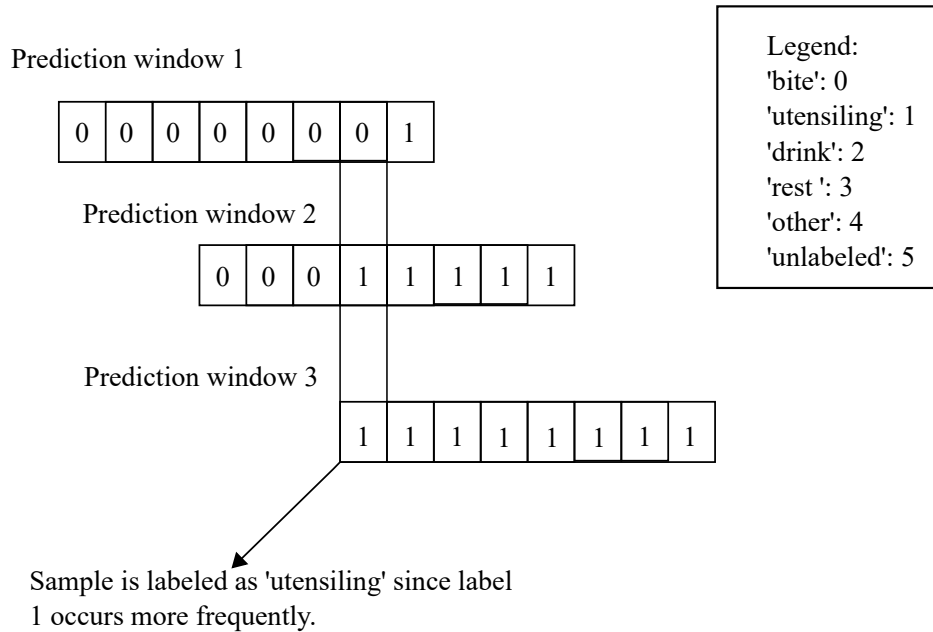 Prediction window 1
0 0 0 0 0 0 0 1
Prediction window 2
0 0 0 1 1 1 1 1
Prediction window 3
1 1 1 1 1 1 1 1
Sample is labeled as 'utensiling' since label
1 occurs more frequently.
Legend:
'bite': 0
'utensiling': 1
'drink': 2
'rest ': 3
'other': 4
'unlabeled': 5